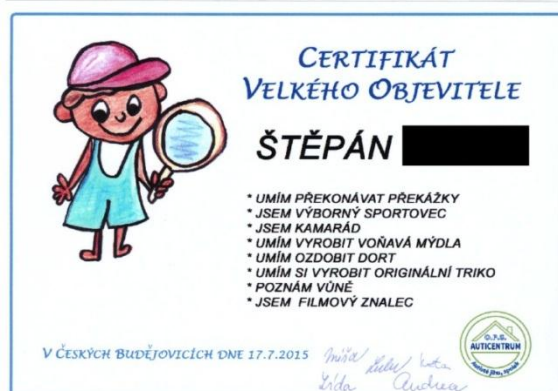 CERTIFIKÁT
VELKÉHO OBJEVITELE
ŠTĚPÁN
* UMÍM PŘEKONÁVAT PŘEKÁŽKY
* JSEM VÝBORNÝ SPORTOVEC
* JSEM KAMARÁD
* UMÍM VYROBIT VOŇAVÁ MÝDLA
* UMÍM OZDOBIT DORT
* UMÍM SI VYROBIT ORIGINÁLNÍ TRIKO
* POZNÁM VŮNĚ
* JSEM FILMOVÝ ZNALEC
O.P.S.
AUTICENTRUM
V ČESKÝCH BUDĚJOVICÍCH DNE 17.7.2015
Míša
Lída Andrea